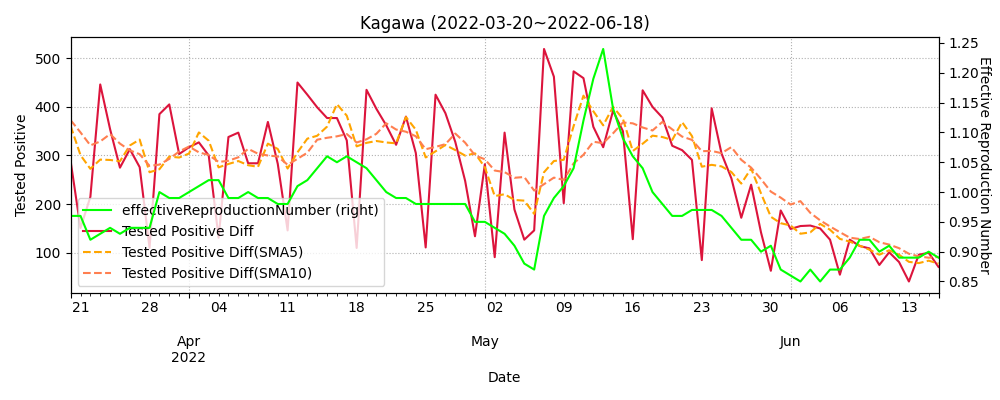 Kagawa (2022-03-20~2022-06-18)
Tested Positive
500
400
300
200
100
1.25
1.20
1.15
1.10
1.05
1.00
0.95
0.90
0.85
Effective Reproduction Number
effectiveReproductionNumber (right)
Tested Positive Diff
Tested Positive Diff(SMA5)
Tested Positive Diff(SMA10)
21 28 04 11 18 25 02 09 16 23 30 06 13
Apr May Jun
2022
Date